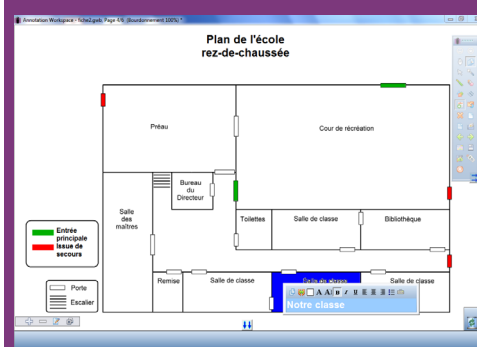 Annotation Workspace - fiche2.gwb: Page 4/6 (Bourdonnement 100%) *
Plan de l'école
rez-de-chaussée
Préau
Cour de récréation
Bureau
du
Directeur
Salle
des
maîtres
Toilettes
Salle de classe
Bibliothèque
Entrée
principale
Issue de
secours
Remise
Salle de classe
Salle de classe
Salle de classe
Porte
Escalier
A A B I U
Notre classe